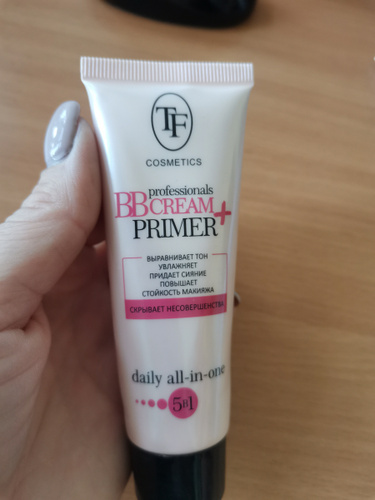 TF
COSMETICS
professionals
BB CREAM+
PRIMER
ВЫРАВНИВАЕТ ТОН
УВЛАЖНЯЕТ
ПРИДАЕТ СИЯНИЕ
ПОВЫШАЕТ
СТОЙКОСТЬ МАКИЯЖА
СКРЫВАЕТ НЕСОВЕРШЕНСТВА
daily all-in-one
5в1